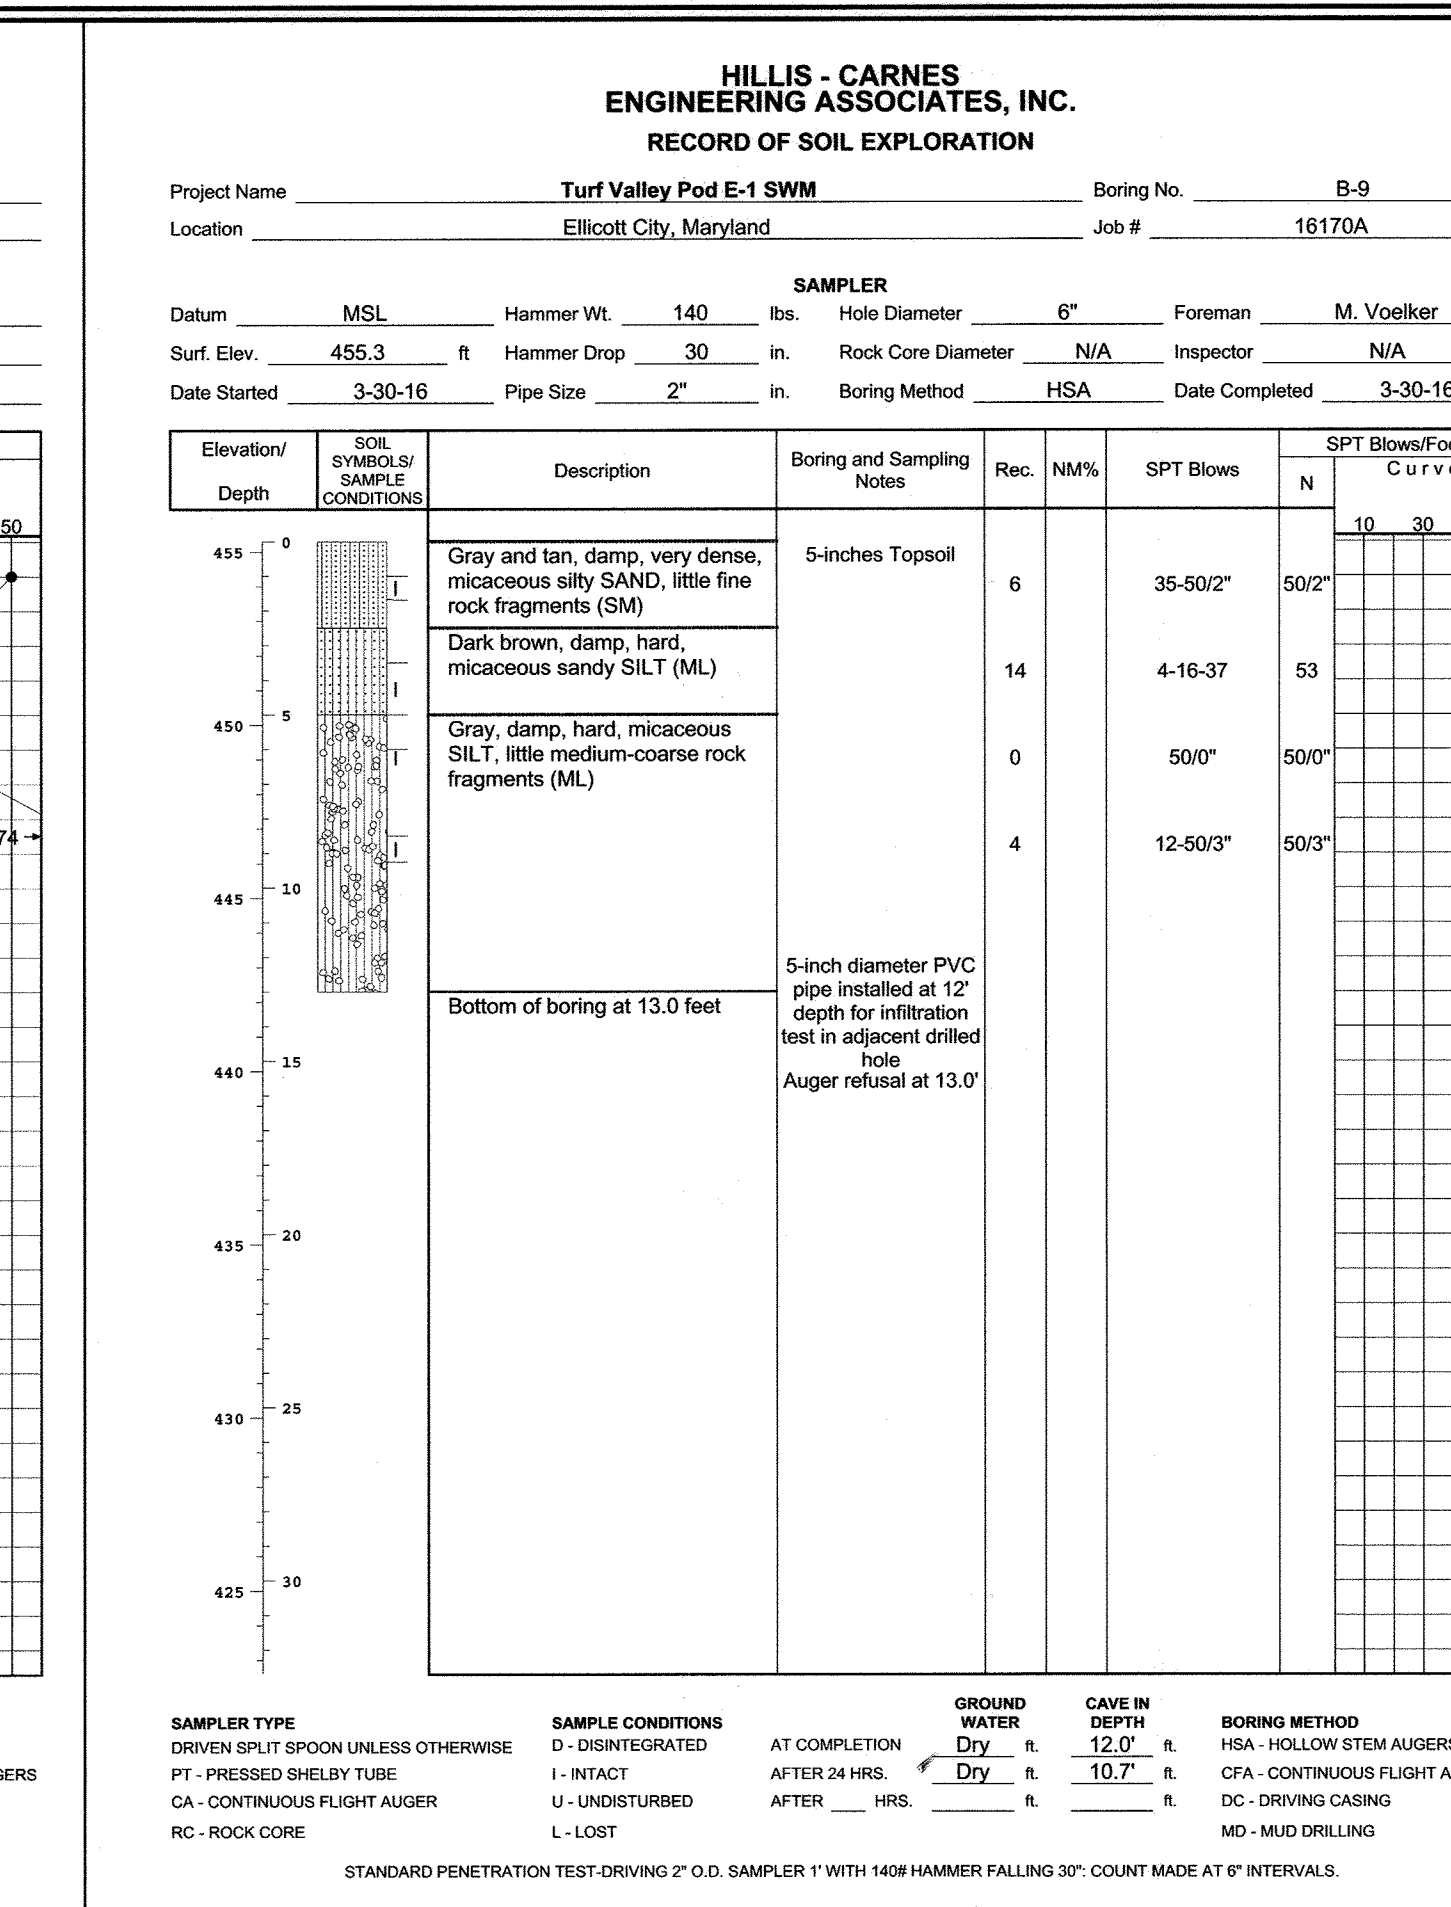 HILLIS - CARNES
ENGINEERING ASSOCIATES, INC.
RECORD OF SOIL EXPLORATION
Project Name Turf Valley Pod E-1 SWM Boring No. B-9
Location Ellicott City, Maryland Job # 16170A
SAMPLER
Datum MSL Hammer Wt. 140 lbs. Hole Diameter 6" Foreman M. Voelker
Surf. Elev. 455.3 ft Hammer Drop 30 in. Rock Core Diameter N/A Inspector N/A
Date Started 3-30-16 Pipe Size 2" in. Boring Method HSA Date Completed 3-30-16
Elevation/
Depth
SOIL
SYMBOLS/
SAMPLE
CONDITIONS
Description
Boring and Sampling
Notes
Rec.
NM%
SPT Blows
SPT Blows/Foo
Curve
N
10 30
50
74
455 0
450 5
445 10
440 15
435 20
430 25
425 30
I
I
I
I
Gray and tan, damp, very dense,
micaceous silty SAND, little fine
rock fragments (SM)
5-inches Topsoil
6 35-50/2" 50/2"
Dark brown, damp, hard,
micaceous sandy SILT (ML)
14 4-16-37 53
Gray, damp, hard, micaceous
SILT, little medium-coarse rock
fragments (ML)
0 50/0" 50/0"
4 12-50/3" 50/3"
5-inch diameter PVC
pipe installed at 12'
depth for infiltration
test in adjacent drilled
hole
Auger refusal at 13.0'
Bottom of boring at 13.0 feet
SAMPLER TYPE
DRIVEN SPLIT SPOON UNLESS OTHERWISE
PT - PRESSED SHELBY TUBE
CA - CONTINUOUS FLIGHT AUGER
RC - ROCK CORE
SAMPLE CONDITIONS
D - DISINTEGRATED
I - INTACT
U - UNDISTURBED
L - LOST
GROUND
WATER
CAVE IN
DEPTH
AT COMPLETION Dry ft. 12.0' ft.
AFTER 24 HRS. Dry ft. 10.7' ft.
AFTER ___ HRS. ft. ft.
BORING METHOD
HSA - HOLLOW STEM AUGERS
CFA - CONTINUOUS FLIGHT A
DC - DRIVING CASING
MD - MUD DRILLING
GERS
STANDARD PENETRATION TEST-DRIVING 2" O.D. SAMPLER 1' WITH 140# HAMMER FALLING 30": COUNT MADE AT 6" INTERVALS.